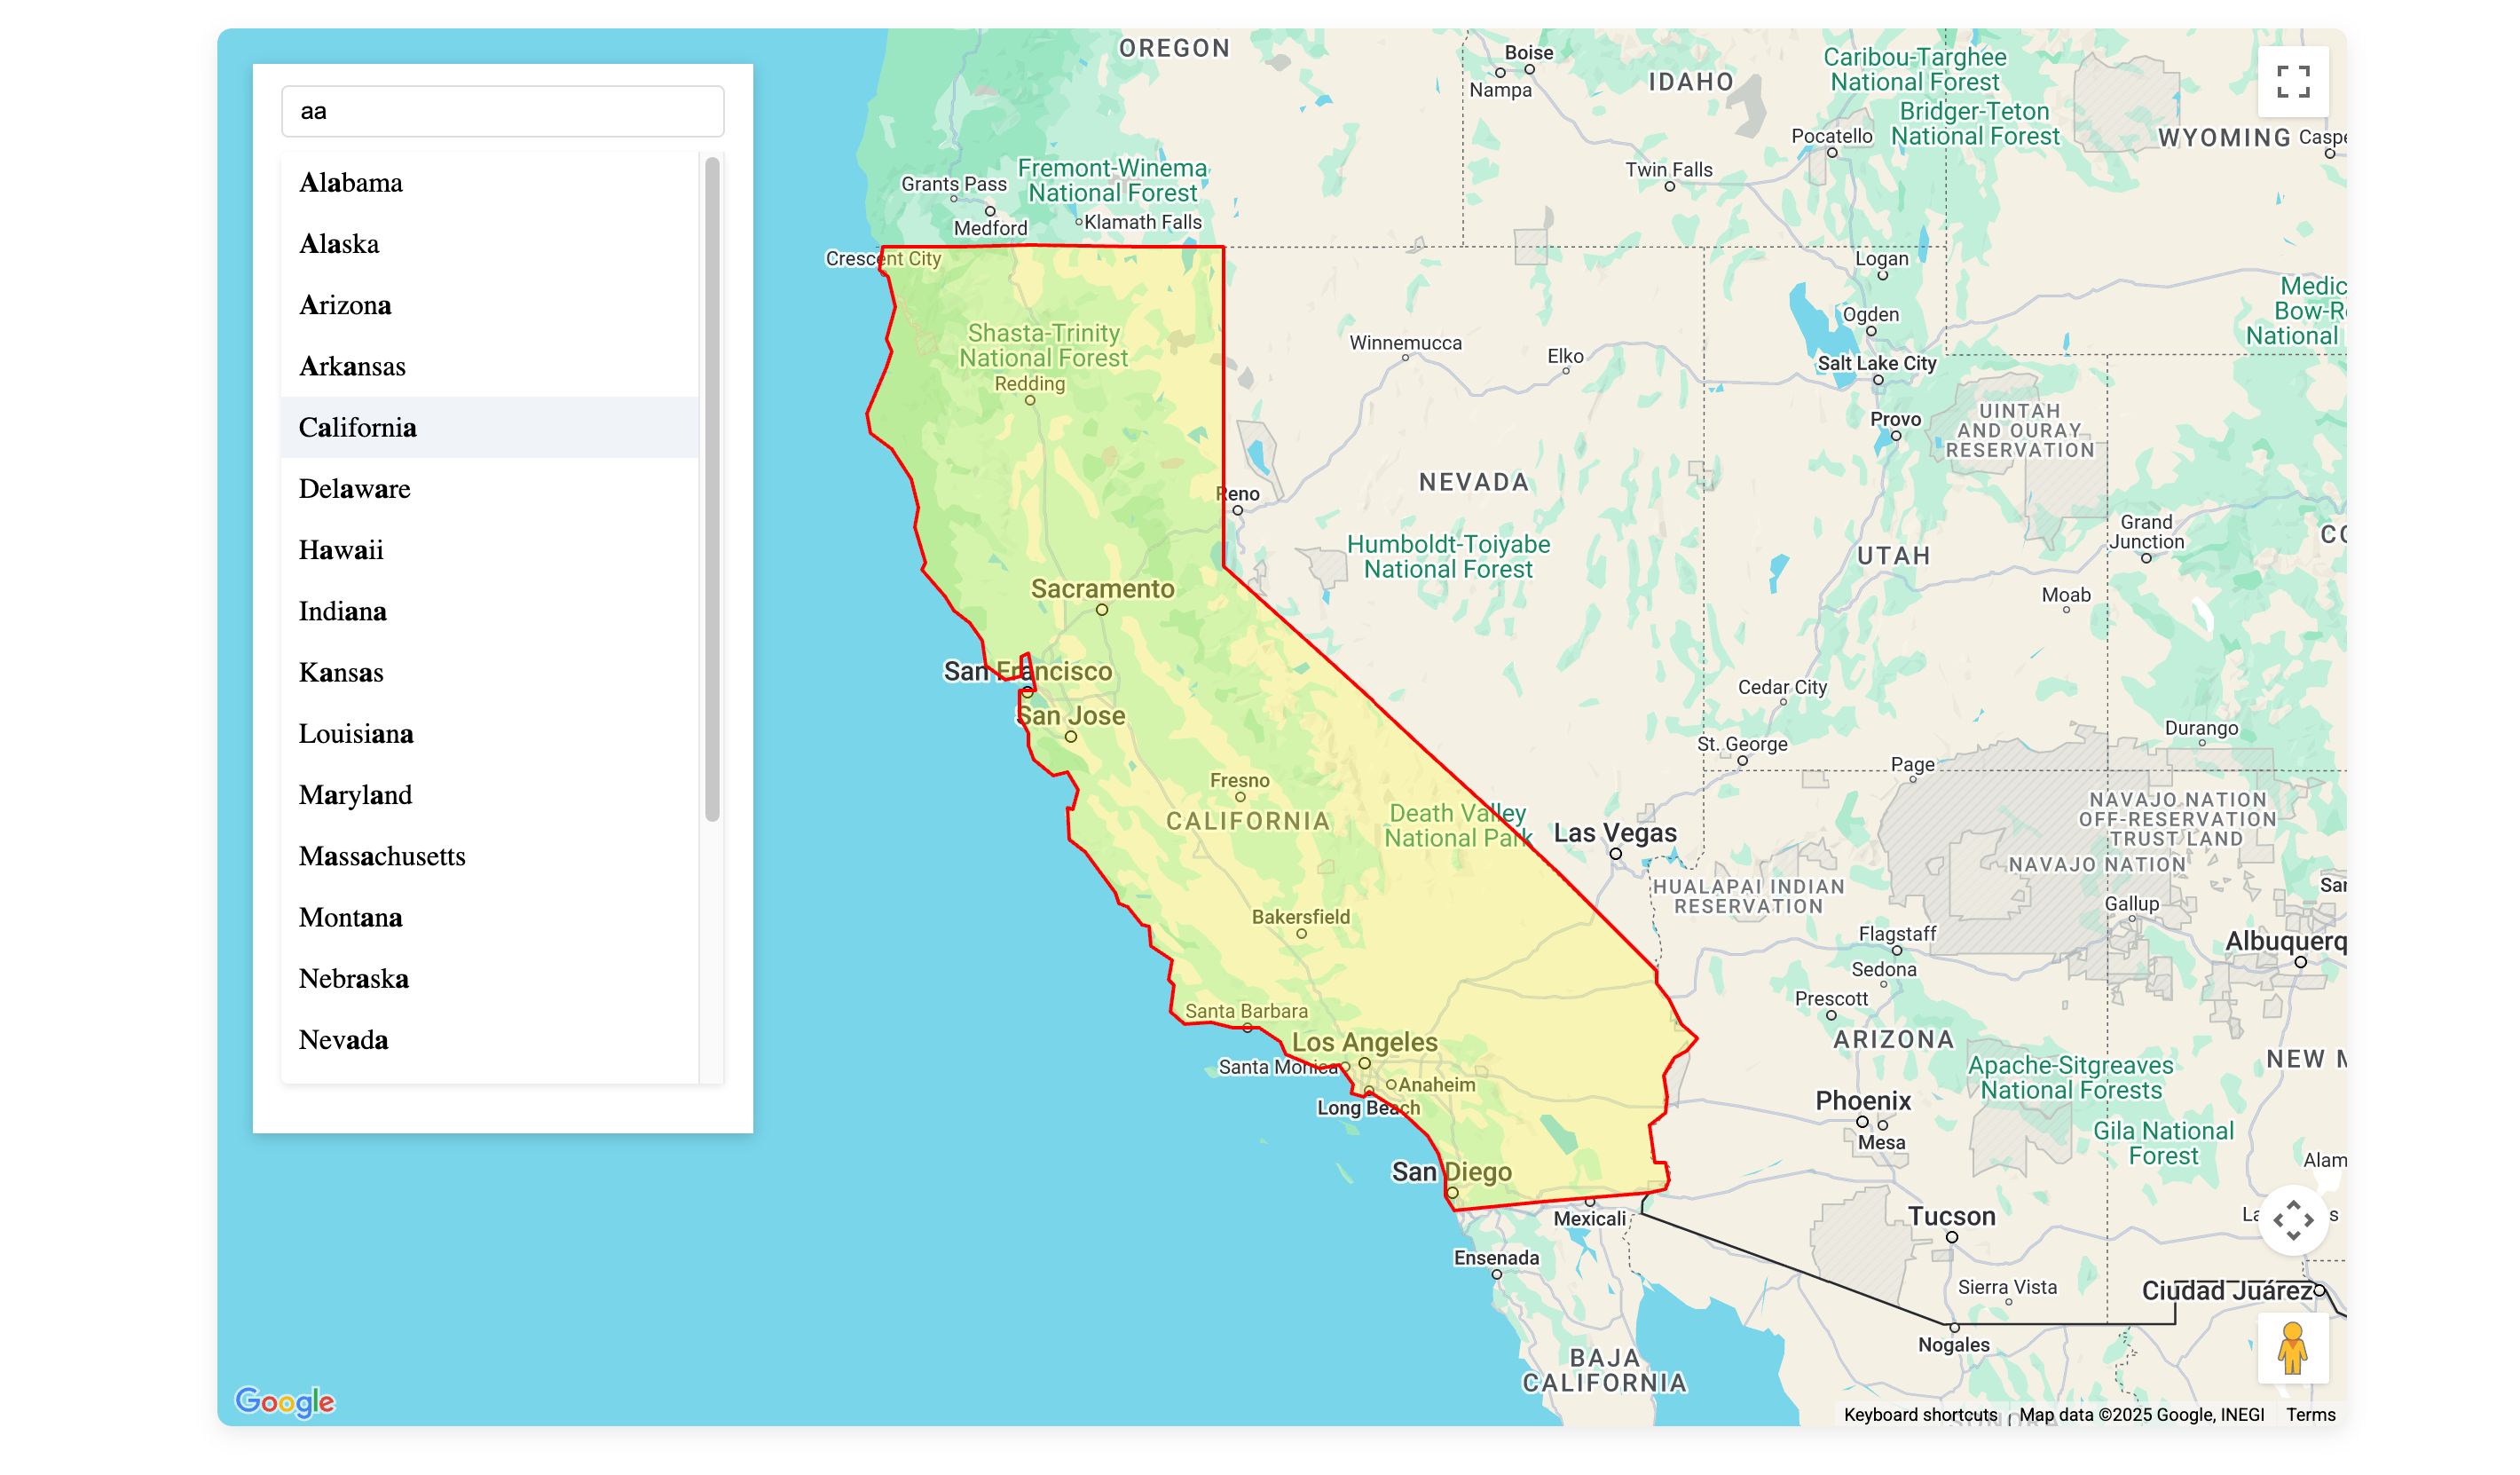 aa
Alabama
Alaska
Arizona
Arkansas
California
Delaware
Hawaii
Indiana
Kansas
Louisiana
Maryland
Massachusetts
Montana
Nebraska
Nevada
OREGON
Boise
Nampa
IDAHO
Caribou-Targhee
National Forest
Bridger-Teton
National Forest
Pocatello
WYOMING
Caspe
Twin Falls
Fremont-Winema
National Forest
Grants Pass
Medford
Klamath Falls
Crescent City
Logan
Medic
Bow-R
National
Ogden
Shasta-Trinity
National Forest
Redding
Winnemucca
Elko
Salt Lake City
Provo
UINTAH
AND OURAY
RESERVATION
NEVADA
Reno
Grand
Junction
CO
Humboldt-Toiyabe
National Forest
UTAH
Moab
Sacramento
San Francisco
San Jose
Cedar City
Durango
St. George
Page
Fresno
CALIFORNIA
Death Valley
National Park
Las Vegas
NAVAJO NATION
OFF-RESERVATION
TRUST LAND
NAVAJO NATION
HUALAPAI INDIAN
RESERVATION
San
Gallup
Bakersfield
Flagstaff
Albuquerq
Sedona
Prescott
Santa Barbara
Los Angeles
ARIZONA
NEW M
Santa Monica
Anaheim
Apache-Sitgreaves
National Forests
Long Beach
Phoenix
Mesa
Gila National
Forest
San Diego
Alam
Mexicali
Tucson
La
s
Ensenada
Sierra Vista
Ciudad Juárez
Nogales
BAJA
CALIFORNIA
Google
SONORA
Keyboard shortcuts
Map data ©2025 Google, INEGI
Terms